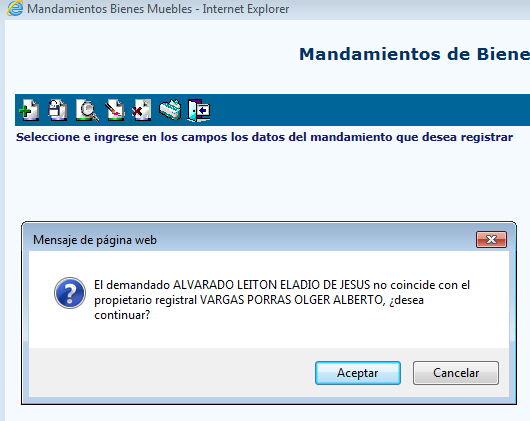 Mandamientos Bienes Muebles - Internet Explorer
Mandamientos de Biene
Seleccione e ingrese en los campos los datos del mandamiento que desea registrar
Mensaje de página web
El demandado ALVARADO LEITON ELADIO DE JESUS no coincide con el
propietario registral VARGAS PORRAS OLGER ALBERTO, ¿desea
continuar?
Aceptar Cancelar